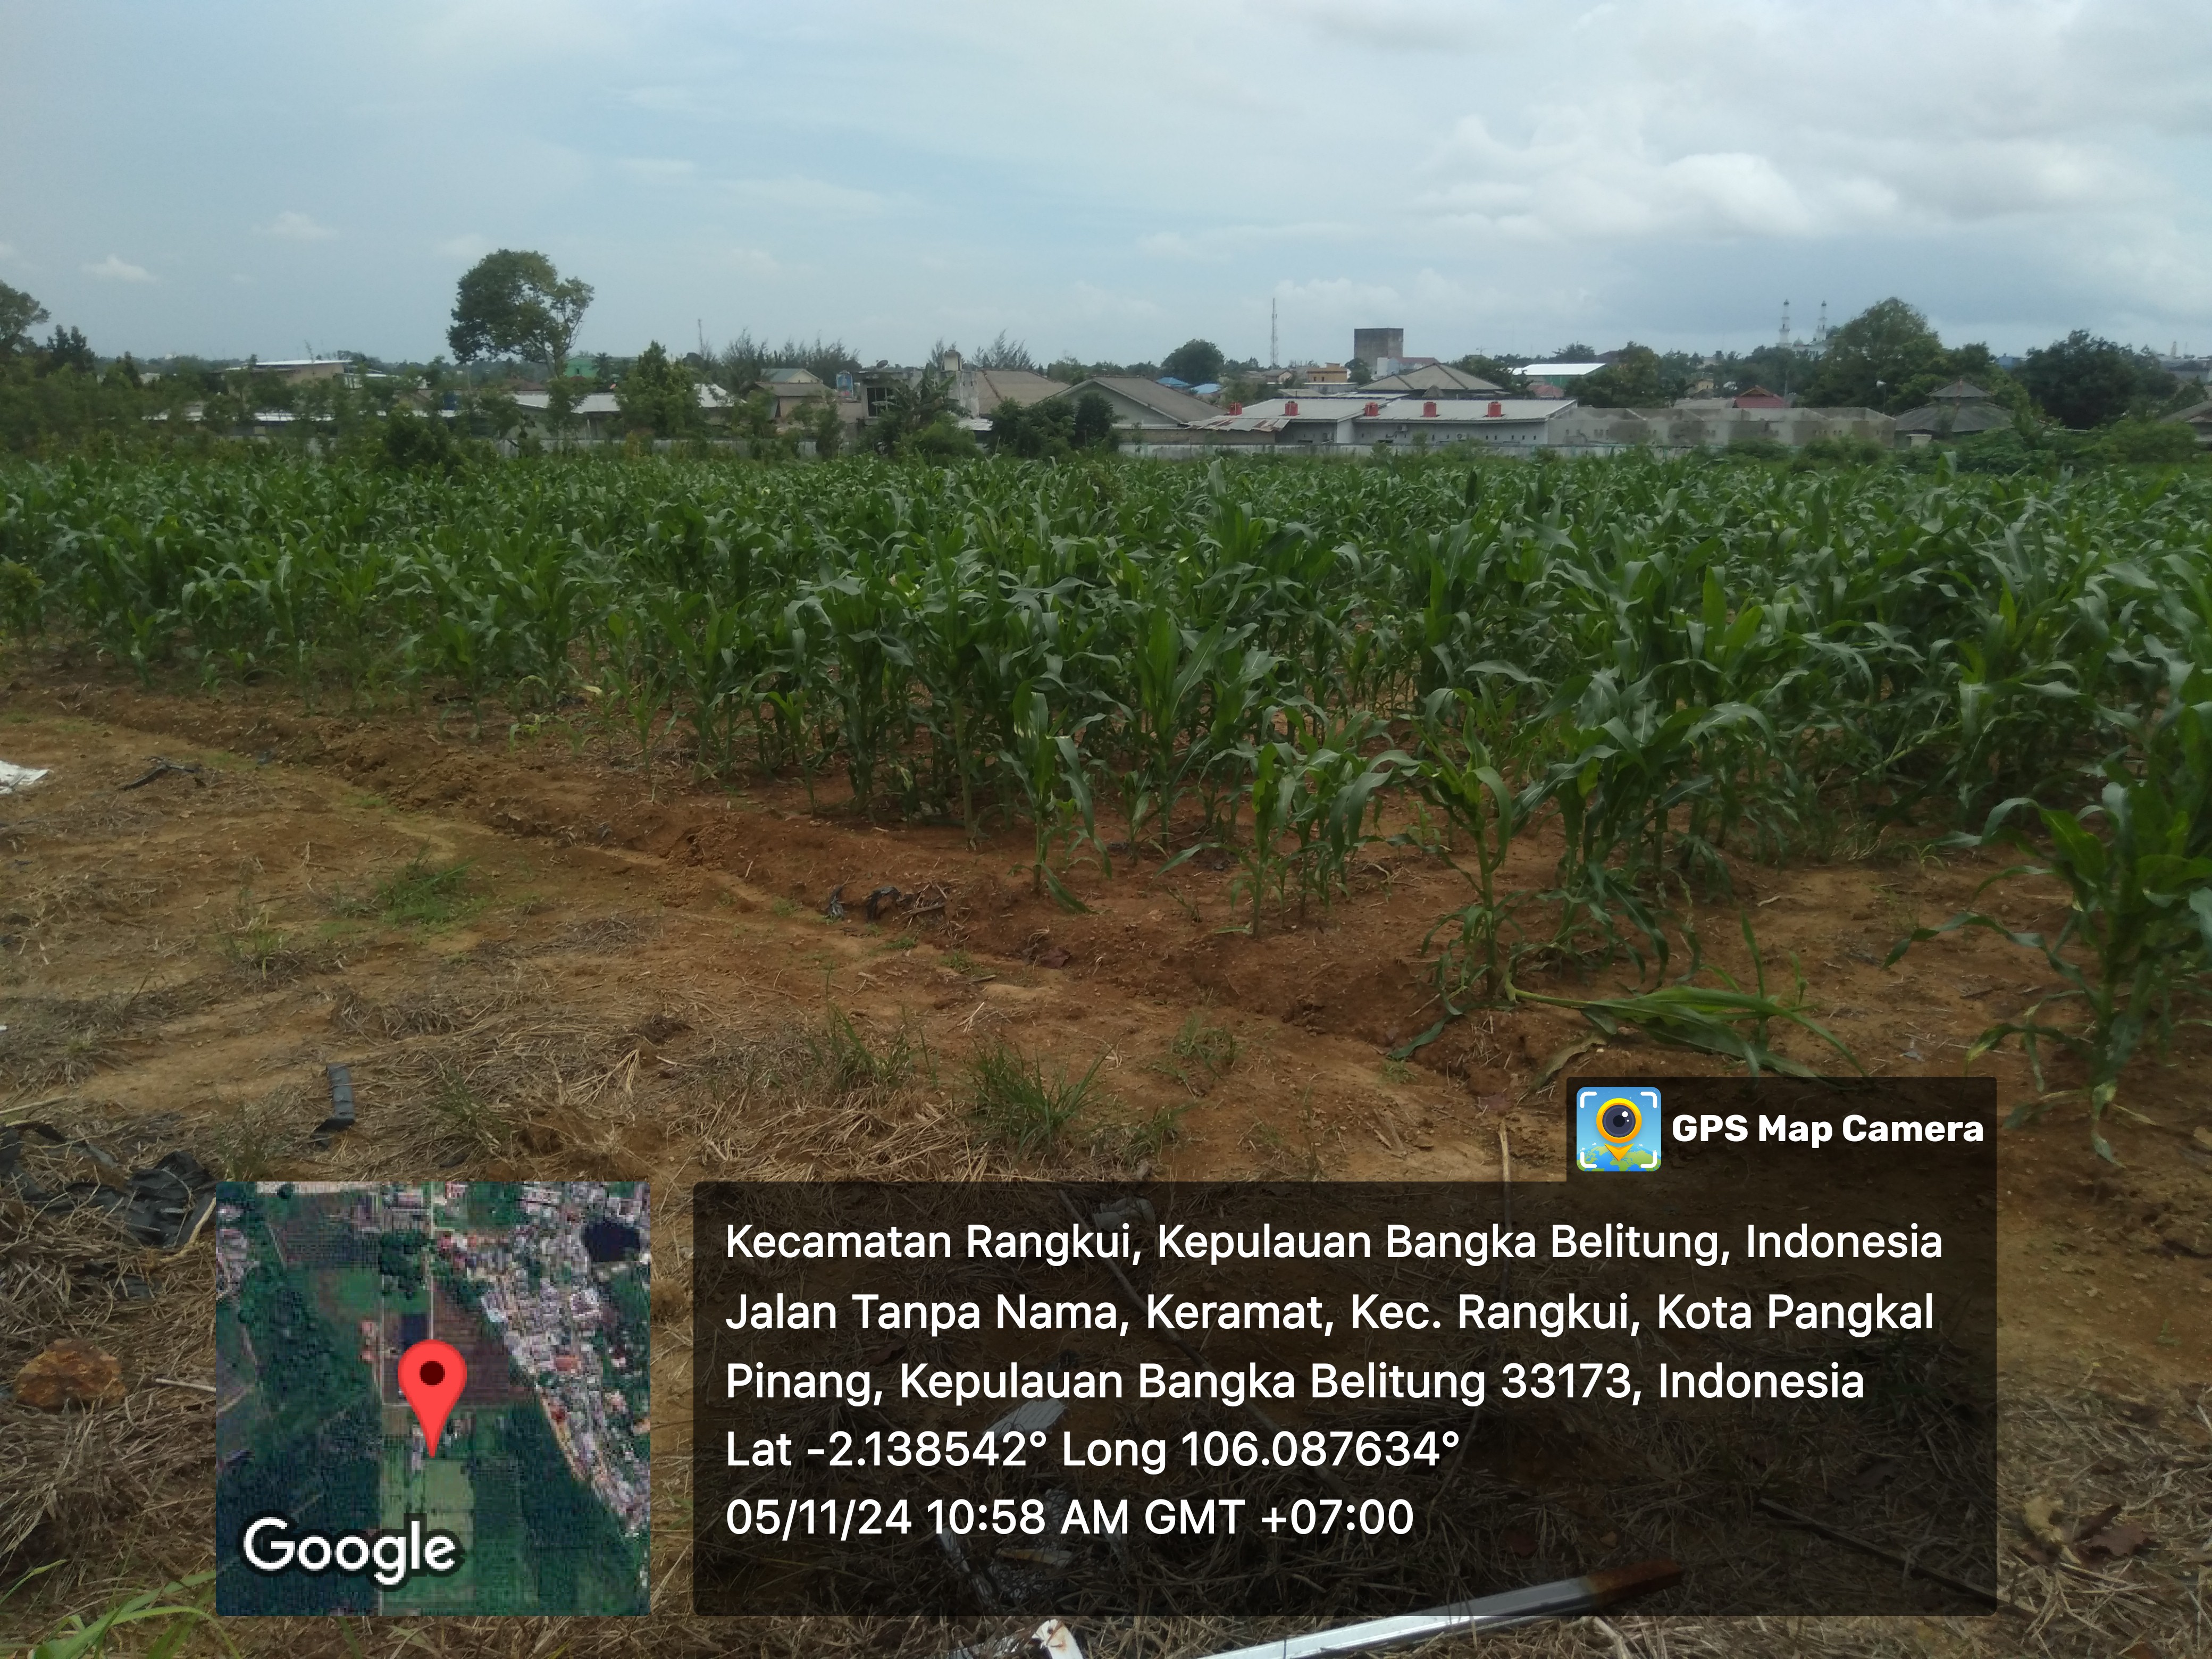 GPS Map Camera
Kecamatan Rangkui, Kepulauan Bangka Belitung, Indonesia
Jalan Tanpa Nama, Keramat, Kec. Rangkui, Kota Pangkal
Pinang, Kepulauan Bangka Belitung 33173, Indonesia
Lat -2.138542° Long 106.087634°
05/11/24 10:58 AM GMT +07:00
Google